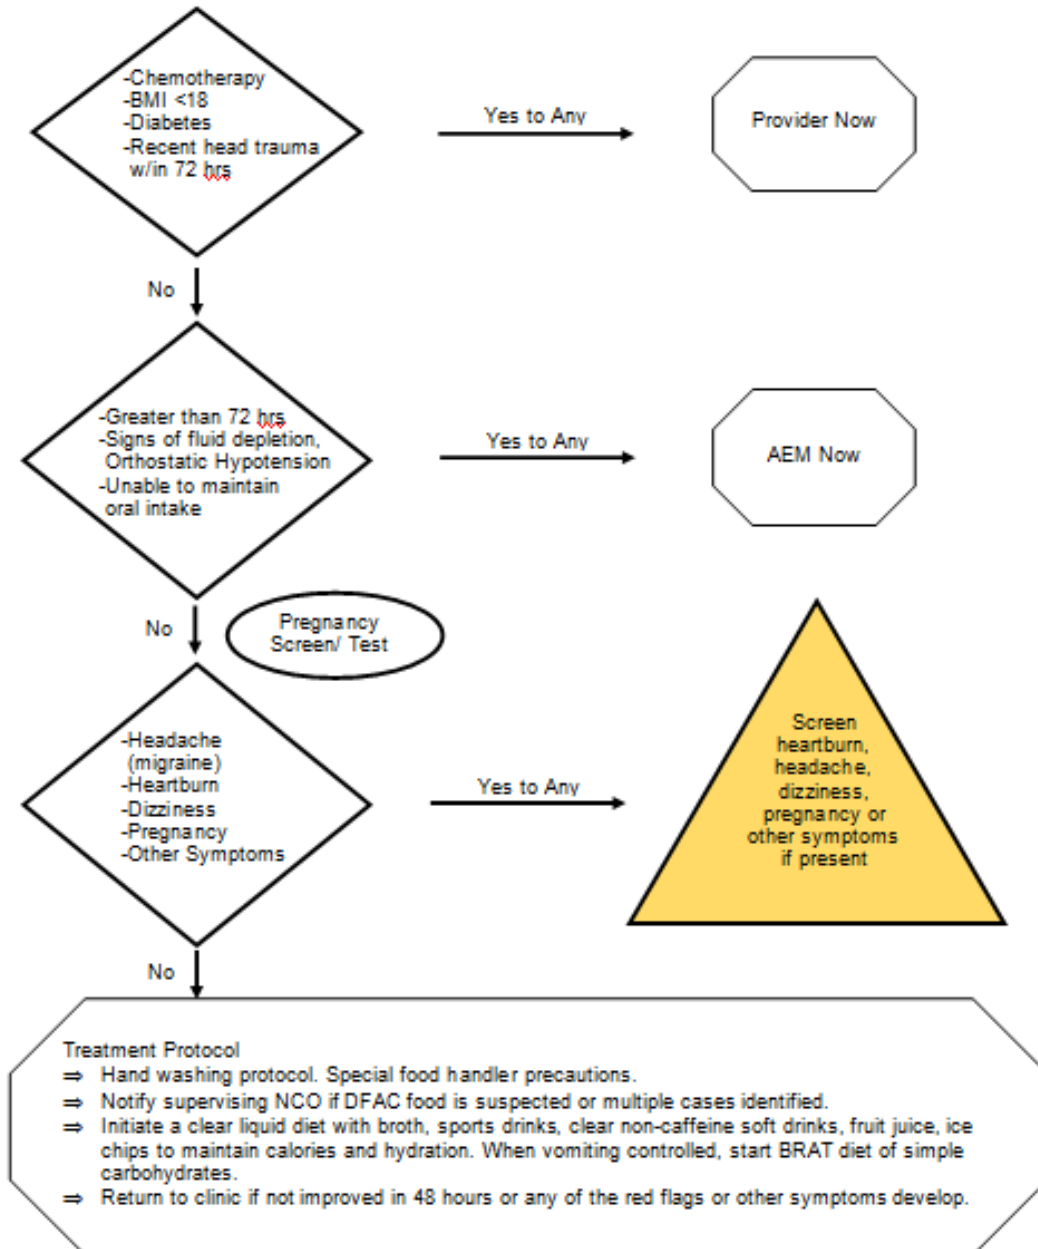 -Chemotherapy
-BMI <18
-Diabetes
-Recent head trauma
w/in 72 hrs
Yes to Any
Provider Now
No
-Greater than 72 hrs
-Signs of fluid depletion,
Orthostatic Hypotension
-Unable to maintain
oral intake
Yes to Any
AEM Now
No
Pregnancy
Screen/ Test
-Headache
(migraine)
-Heartburn
-Dizziness
-Pregnancy
-Other Symptoms
Yes to Any
Screen
heartburn,
headache,
dizziness,
pregnancy or
other symptoms
if present
No
Treatment Protocol
⇒ Hand washing protocol. Special food handler precautions.
⇒ Notify supervising NCO if DFAC food is suspected or multiple cases identified.
⇒ Initiate a clear liquid diet with broth, sports drinks, clear non-caffeine soft drinks, fruit juice, ice
chips to maintain calories and hydration. When vomiting controlled, start BRAT diet of simple
carbohydrates.
⇒ Return to clinic if not improved in 48 hours or any of the red flags or other symptoms develop.